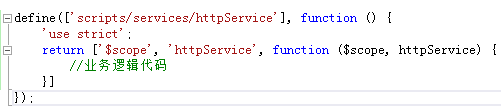 define(['scripts/services/httpService'], function () {
    'use strict';
    return ['$scope', 'httpService', function ($scope, httpService) {
        //业务逻辑代码
    }]
});